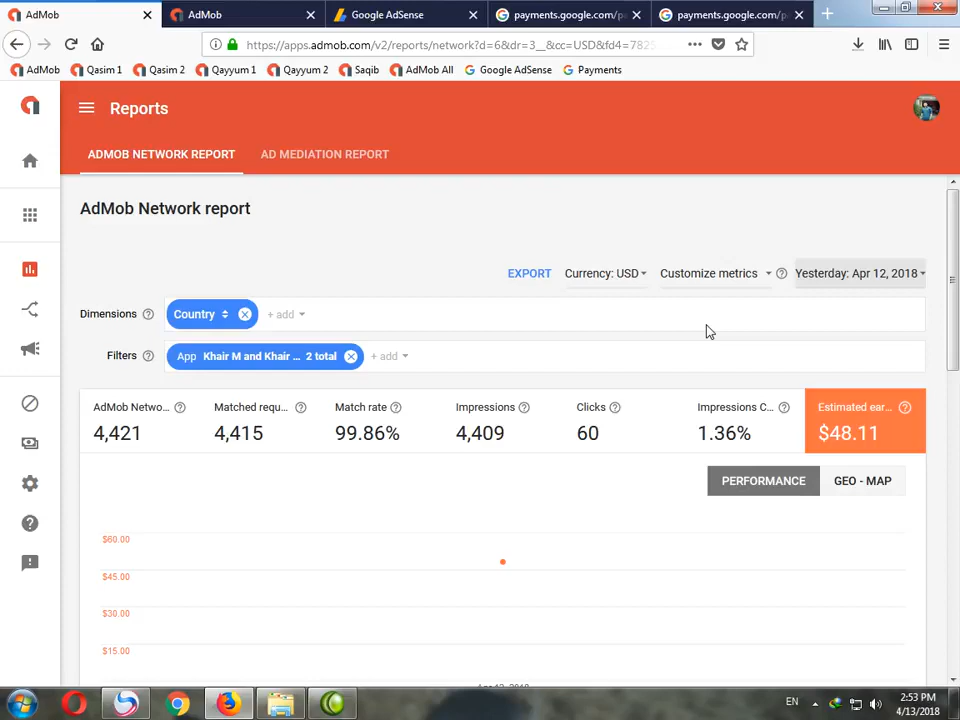 AdMob
AdMob
Google AdSense
payments.google.com/p
payments.google.com/p
https://apps.admob.com/v2/reports/network?d=6&dr=3__&cc=USD&fd4=782
AdMob
Qasim 1
Qasim 2
Qayyum 1
Qayyum 2
Saqib
AdMob All
Google AdSense
Payments
Reports
ADMOB NETWORK REPORT
AD MEDIATION REPORT
AdMob Network report
EXPORT
Currency: USD
Customize metrics
Yesterday: Apr 12, 2018
Dimensions
Country
+ add
Filters
App Khair M and Khair ... 2 total
+ add
AdMob Netwo...
Matched requ...
Match rate
Impressions
Clicks
Impressions C...
Estimated ear...
4,421
4,415
99.86%
4,409
60
1.36%
$48.11
PERFORMANCE
GEO - MAP
$60.00
$45.00
$30.00
$15.00
EN
2:53 PM
4/13/2018